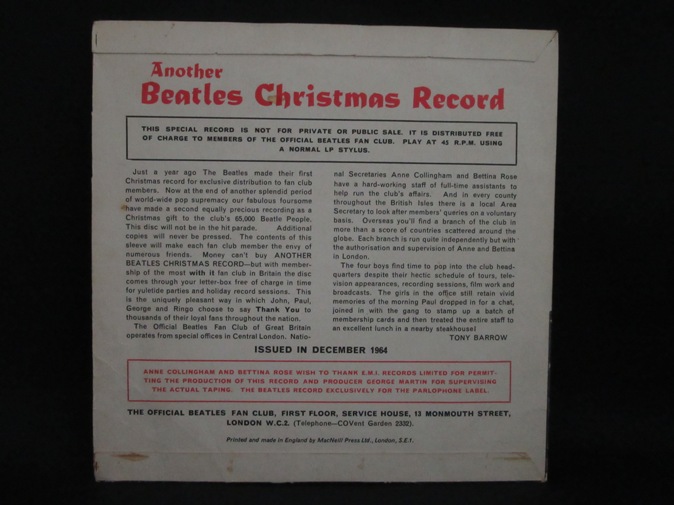 Another
Beatles Christmas Record
THIS SPECIAL RECORD IS NOT FOR PRIVATE OR PUBLIC SALE. IT IS DISTRIBUTED FREE
OF CHARGE TO MEMBERS OF THE OFFICIAL BEATLES FAN CLUB. PLAY AT 45 R.P.M. USING
A NORMAL LP STYLUS.
Just a year ago The Beatles made their first
Christmas record for exclusive distribution to fan club
members. Now at the end of another splendid period
of world-wide pop supremacy our fabulous foursome
have made a second equally precious recording as a
Christmas gift to the club's 65,000 Beatle People.
This disc will not be in the hit parade. Additional
copies will never be pressed. The contents of this
sleeve will make each fan club member the envy of
numerous friends. Money can't buy ANOTHER
BEATLES CHRISTMAS RECORD—but with member-
ship of the most with it fan club in Britain the disc
comes through your letter-box free of charge in time
for yuletide parties and holiday record sessions. This
is the uniquely pleasant way in which John, Paul,
George and Ringo choose to say Thank You to
thousands of their loyal fans throughout the nation.
The Official Beatles Fan Club of Great Britain
operates from special offices in Central London. Natio-
nal Secretaries Anne Collingham and Bettina Rose
have a hard-working staff of full-time assistants to
help run the club's affairs. And in every county
throughout the British Isles there is a local Area
Secretary to look after members' queries on a voluntary
basis. Overseas you'll find a branch of the club in
more than a score of countries scattered around the
globe. Each branch is run quite independently but with
the authorisation and supervision of Anne and Bettina
in London.
The four boys find time to pop into the club head-
quarters despite their hectic schedule of tours, tele-
vision appearances, recording sessions, film work and
broadcasts. The girls in the office still retain vivid
memories of the morning Paul dropped in for a chat,
joined in with the gang to stamp up a batch of
membership cards and then treated the entire staff to
an excellent lunch in a nearby steakhouse!
TONY BARROW
ISSUED IN DECEMBER 1964
ANNE COLLINGHAM AND BETTINA ROSE WISH TO THANK E.M.I. RECORDS LIMITED FOR PERMIT-
TING THE PRODUCTION OF THIS RECORD AND PRODUCER GEORGE MARTIN FOR SUPERVISING
THE ACTUAL TAPING. THE BEATLES RECORD EXCLUSIVELY FOR THE PARLOPHONE LABEL.
THE OFFICIAL BEATLES FAN CLUB, FIRST FLOOR, SERVICE HOUSE, 13 MONMOUTH STREET,
LONDON W.C.2. (Telephone—COVent Garden 2332).
Printed and made in England by MacNeill Press Ltd., London, S.E.1.